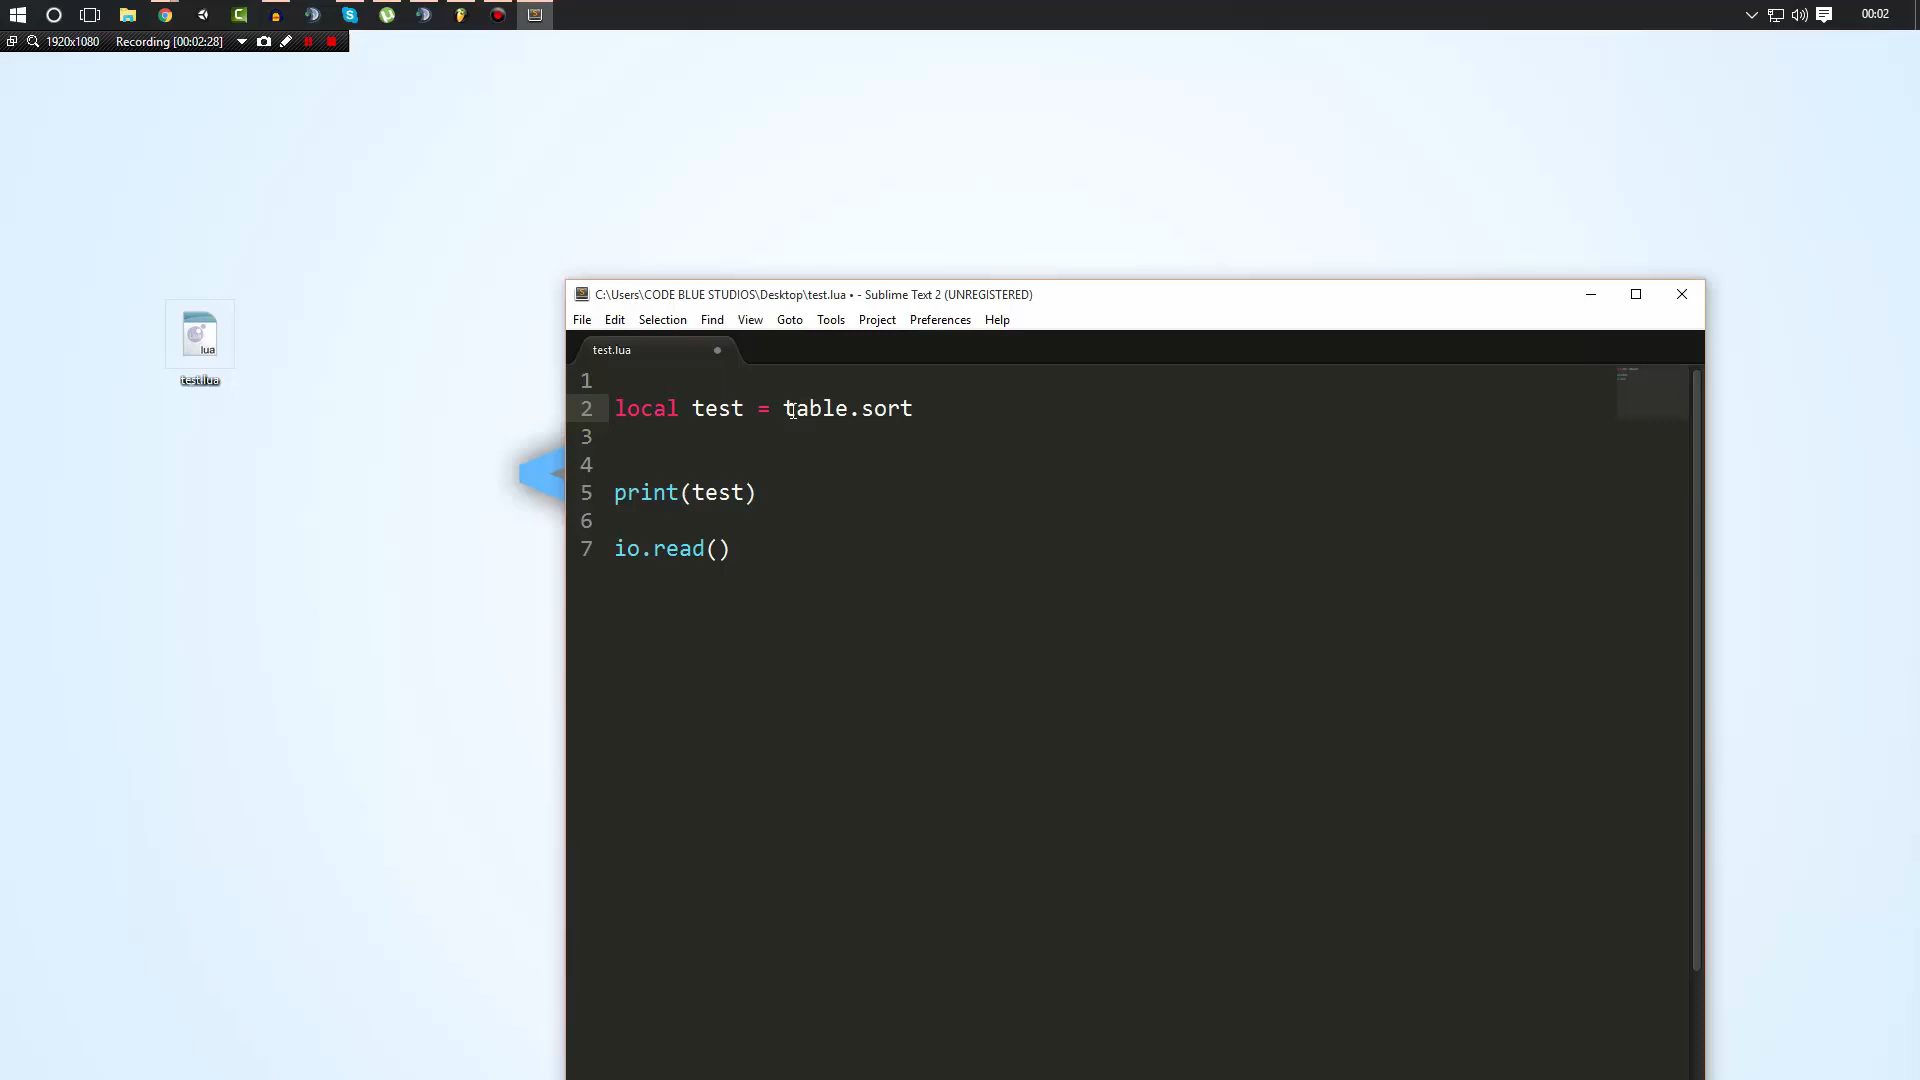 00:02
1920x1080 Recording [00:02:28]
lua
test.lua
C:\Users\CODE BLUE STUDIOS\Desktop\test.lua • - Sublime Text 2 (UNREGISTERED)
File Edit Selection Find View Goto Tools Project Preferences Help
test.lua
1
2 local test = table.sort
3
4
5 print(test)
6
7 io.read()